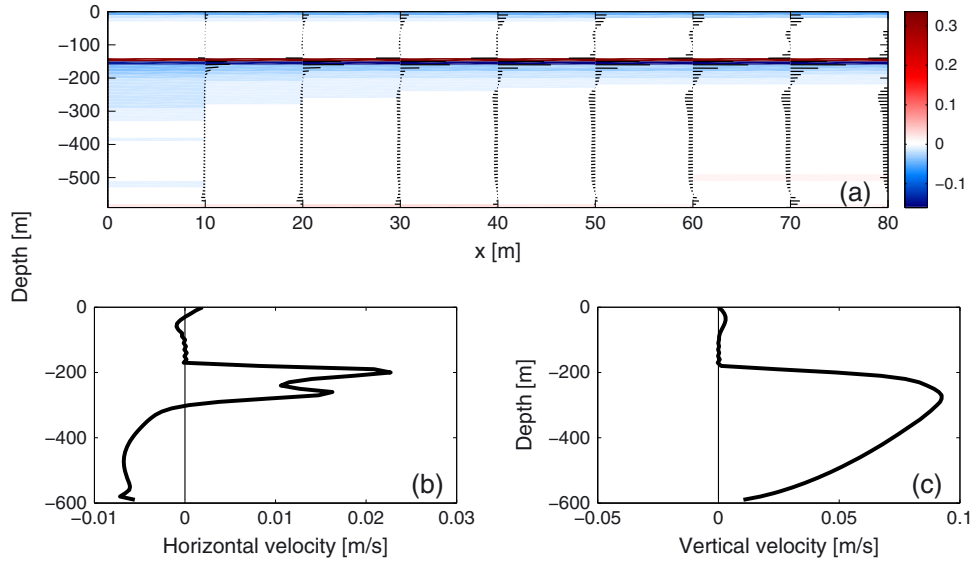 0
−100
−200
−300
−400
−500
0 10 20 30 40 50 60 70 80
x [m]
(a)
0.3
0.2
0.1
0
−0.1
Depth [m]
0
−200
−400
−600
−0.01 0 0.01 0.02 0.03
Horizontal velocity [m/s]
(b)
Depth [m]
0
−200
−400
−600
−0.05 0 0.05 0.1
Vertical velocity [m/s]
(c)